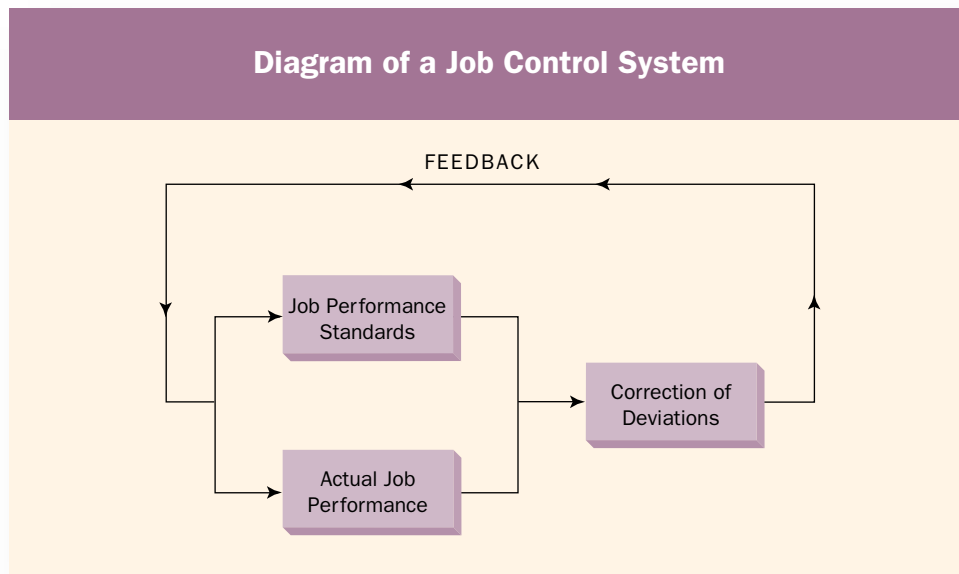 Diagram of a Job Control System
FEEDBACK
Job Performance
Standards
Correction of
Deviations
Actual Job
Performance